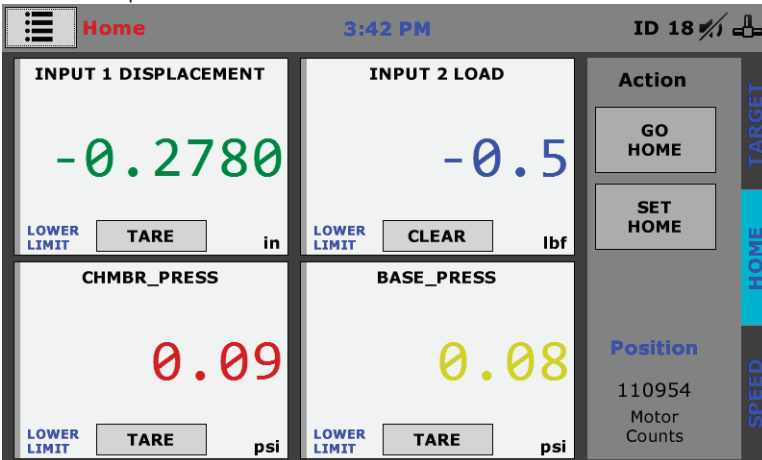 Home
3:42 PM
ID 18
INPUT 1 DISPLACEMENT
-0.2780
LOWER
LIMIT
TARE
in
INPUT 2 LOAD
-0.5
LOWER
LIMIT
CLEAR
lbf
CHMBR_PRESS
0.09
LOWER
LIMIT
TARE
psi
BASE_PRESS
0.08
LOWER
LIMIT
TARE
psi
Action
GO
HOME
SET
HOME
Position
110954
Motor
Counts
TARGET
HOME
SPEED